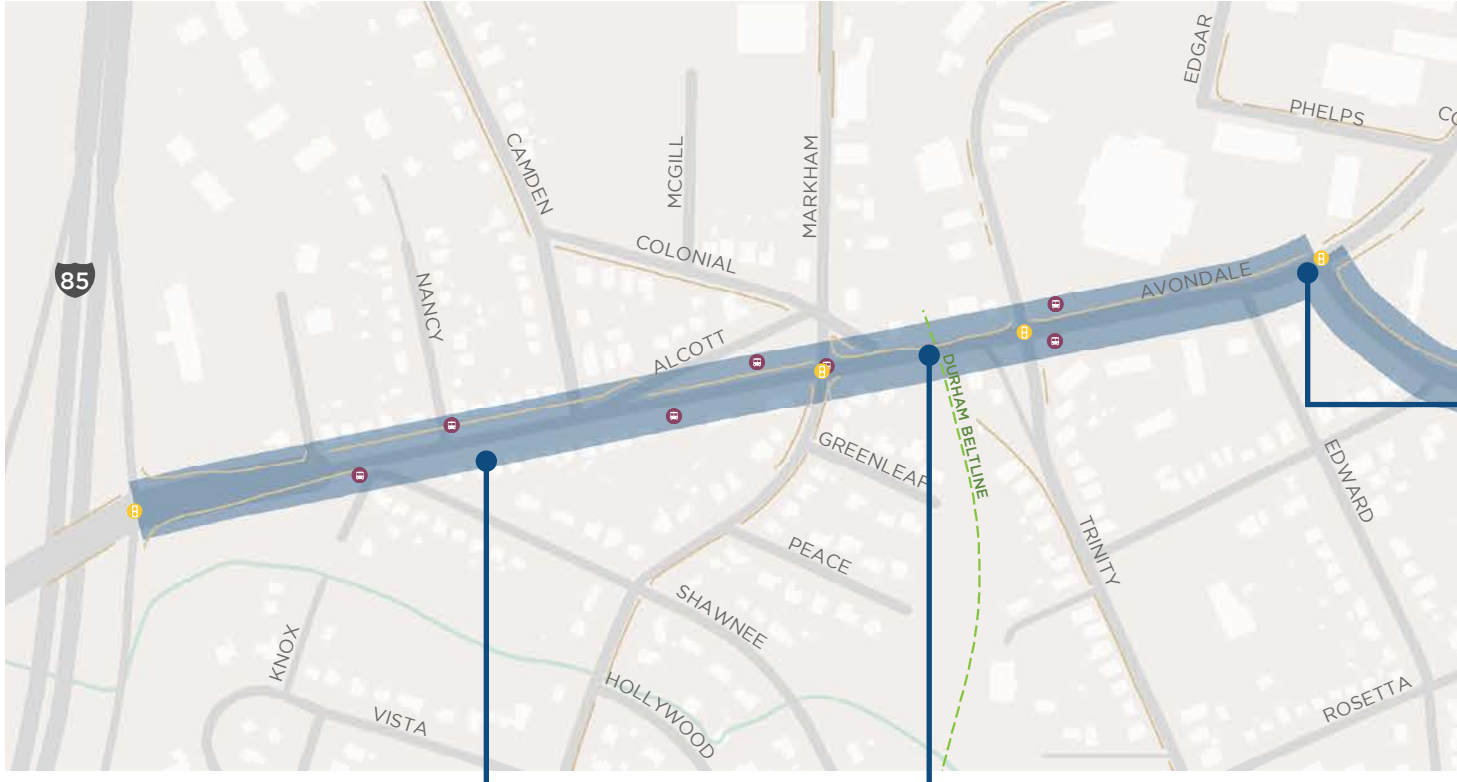 EDGAR
PHELPS
CO
CAMDEN
MCGILL
MARKHAM
COLONIAL
85
NANCY
AVONDALE
ALCOTT
DURHAM BELTLINE
GREENLEAF
EDWARD
PEACE
TRINITY
SHAWNEE
KNOX
HOLLYWOOD
VISTA
ROSETTA